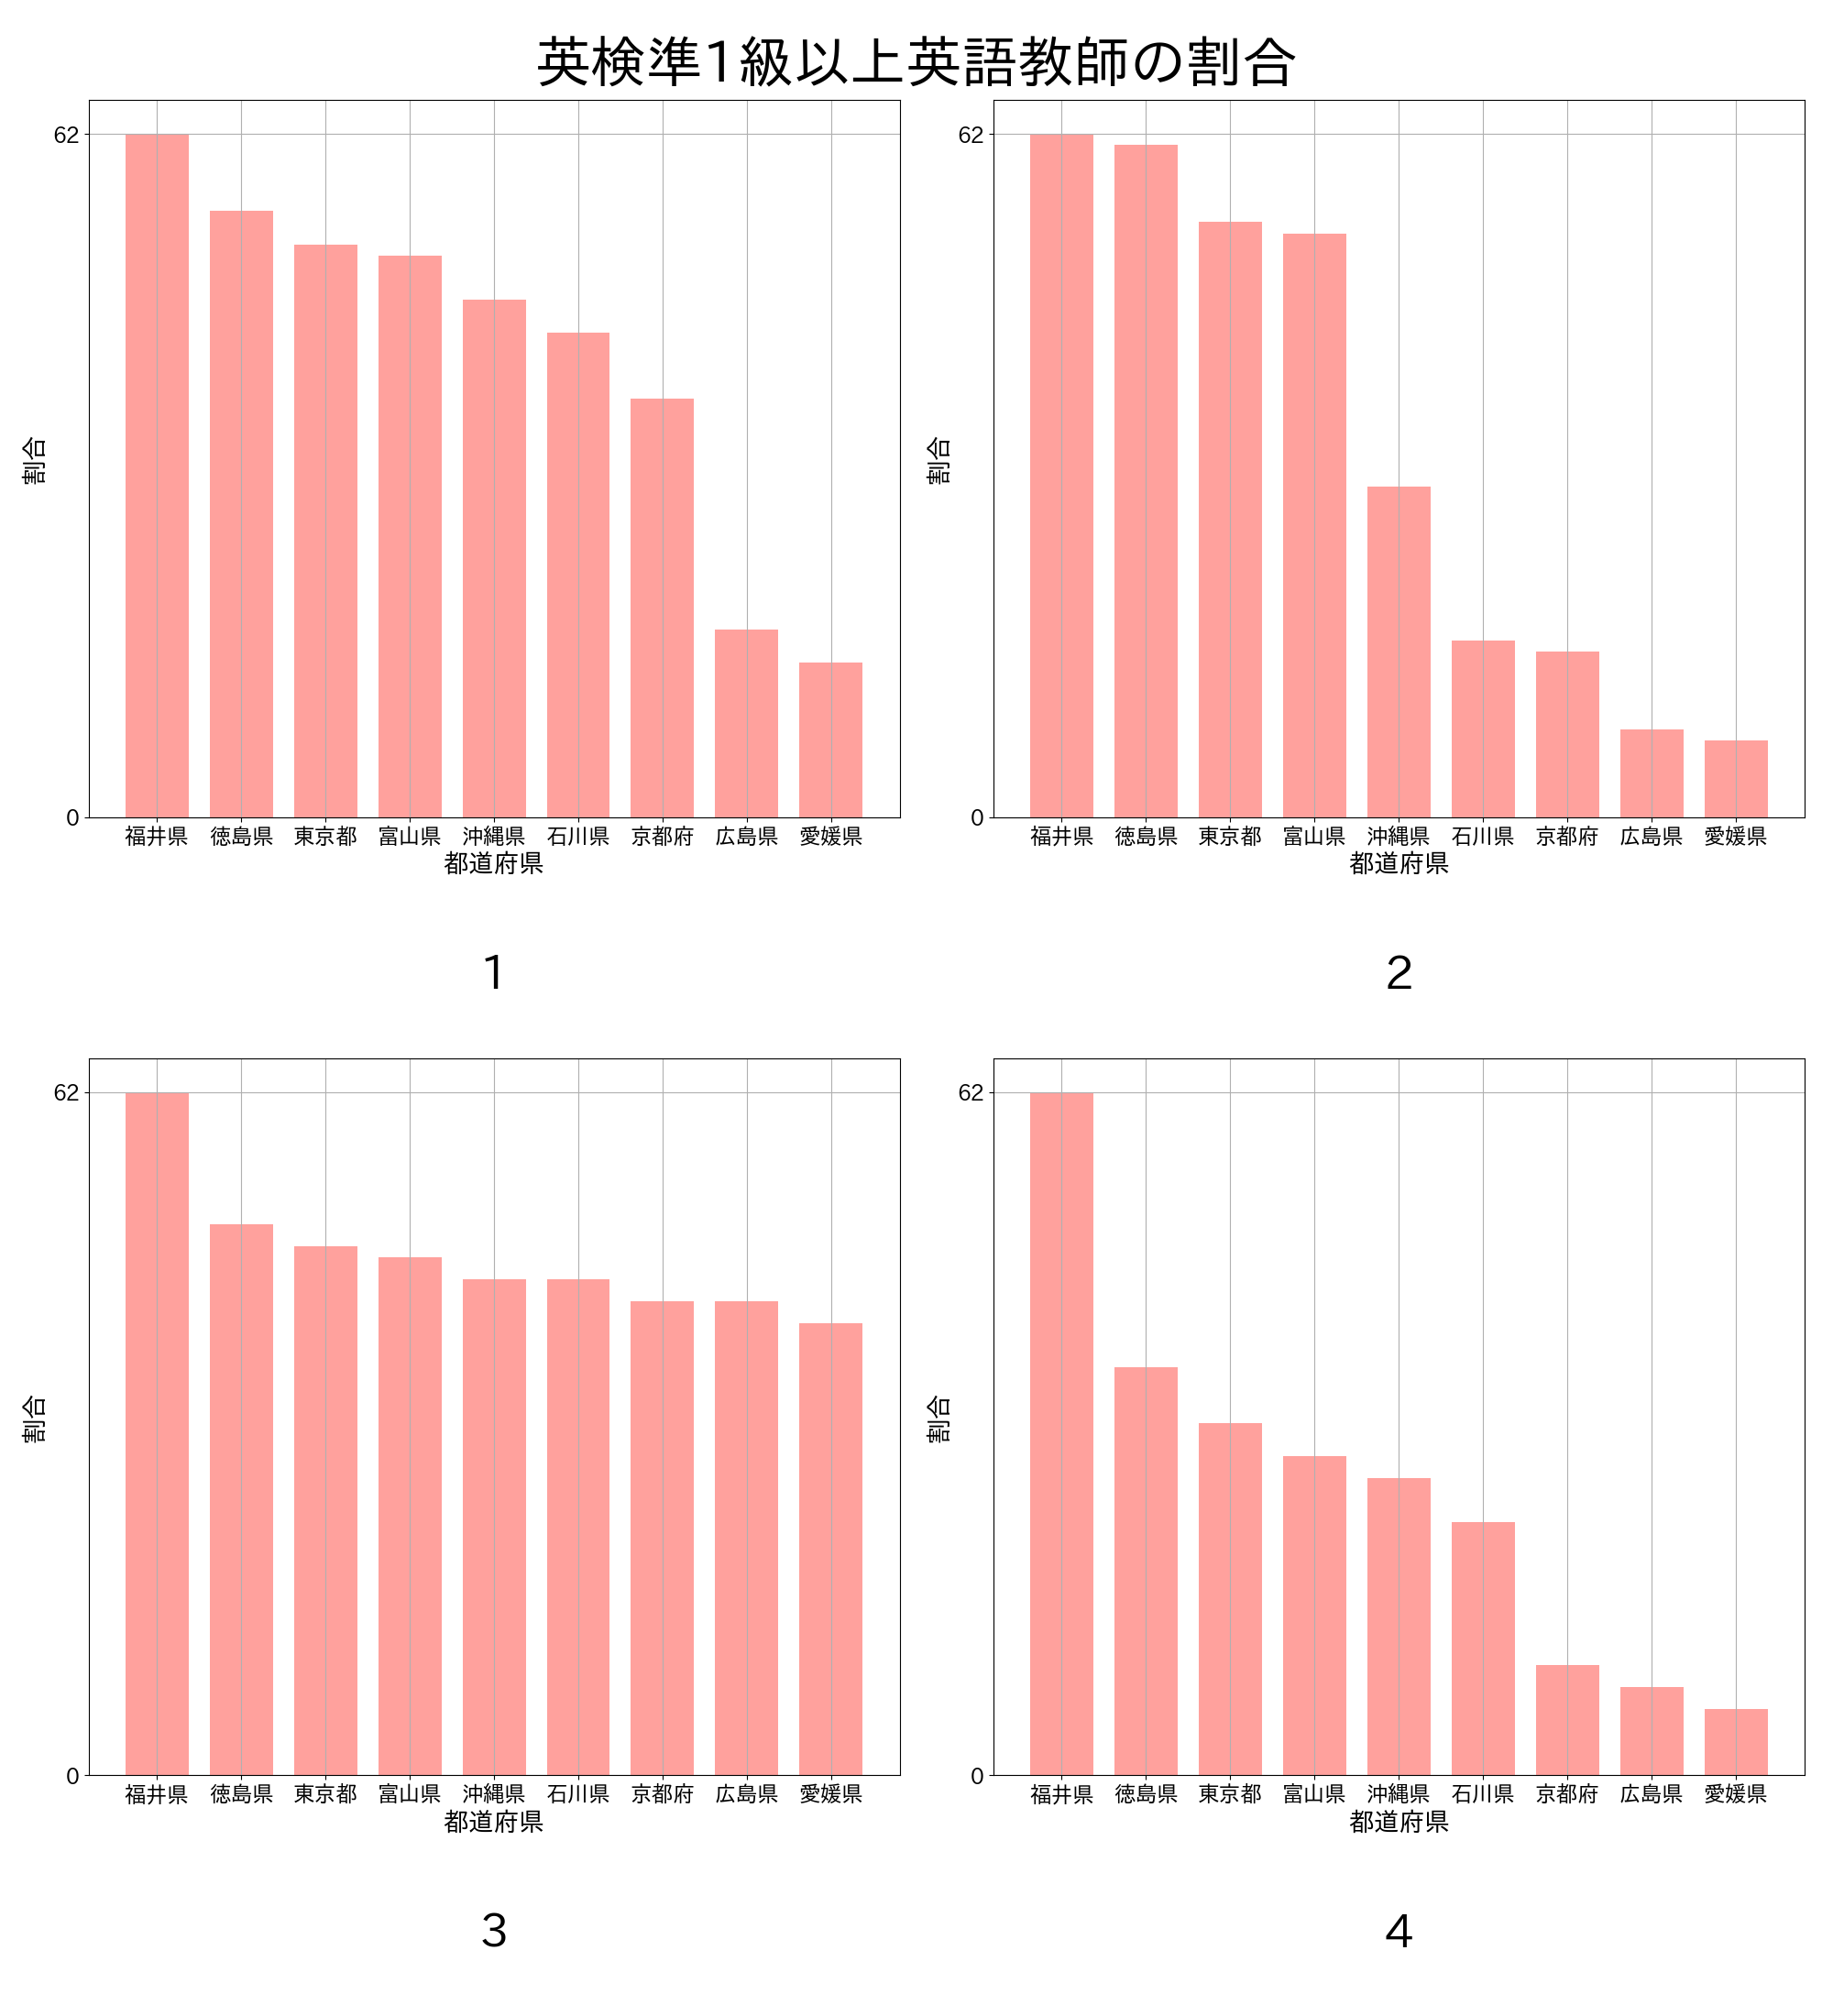 英検準1級以上英語教師の割合
62
0
割合
福井県 徳島県 東京都 富山県 沖縄県 石川県 京都府 広島県 愛媛県
都道府県
1
62
0
割合
福井県 徳島県 東京都 富山県 沖縄県 石川県 京都府 広島県 愛媛県
都道府県
2
62
0
割合
福井県 徳島県 東京都 富山県 沖縄県 石川県 京都府 広島県 愛媛県
都道府県
3
62
0
割合
福井県 徳島県 東京都 富山県 沖縄県 石川県 京都府 広島県 愛媛県
都道府県
4